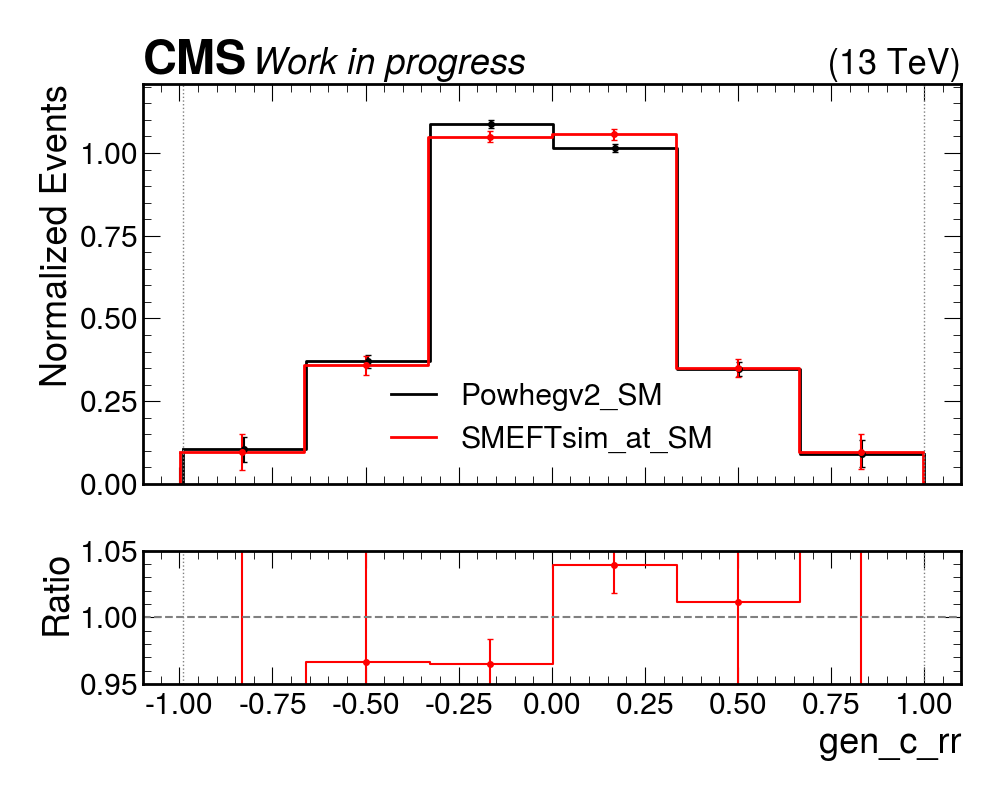 CMS Work in progress (13 TeV)
Normalized Events
1.00
0.75
0.50
0.25
0.00
Powhegv2_SM
SMEFTsim_at_SM
Ratio
1.05
1.00
0.95
-1.00 -0.75 -0.50 -0.25 0.00 0.25 0.50 0.75 1.00
gen_c_rr